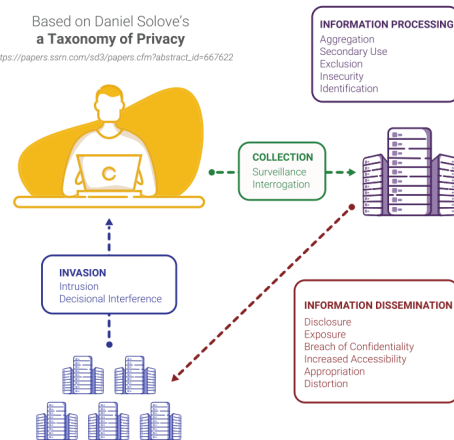 Based on Daniel Solove's
a Taxonomy of Privacy
ttps://papers.ssrn.com/sd3/papers.cfm?abstract_id=667622
INFORMATION PROCESSING
Aggregation
Secondary Use
Exclusion
Insecurity
Identification
COLLECTION
Surveillance
Interrogation
C
INVASION
Intrusion
Decisional Interference
INFORMATION DISSEMINATION
Disclosure
Exposure
Breach of Confidentiality
Increased Accessibility
Appropriation
Distortion